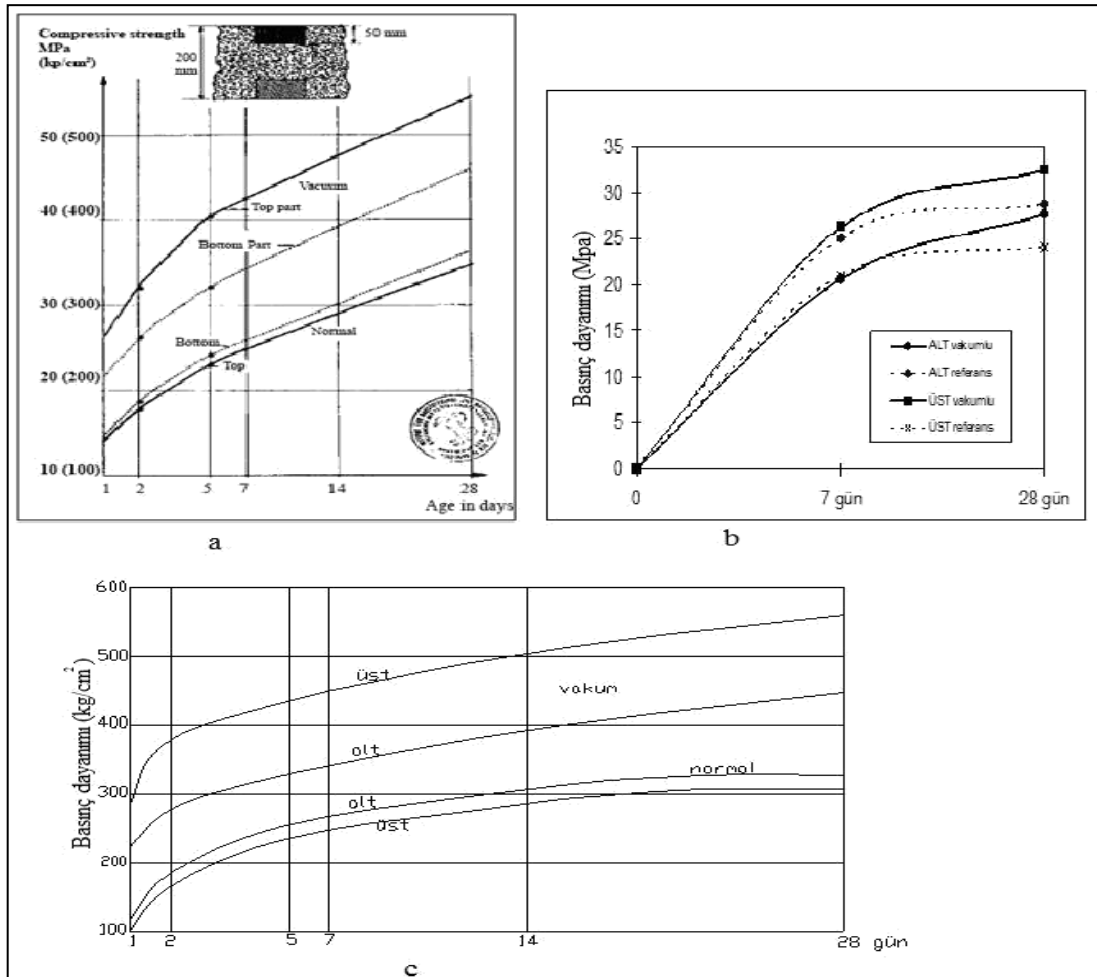 Compressive strength
MPa
(kp/cm²)
200
mm
50 mm
50 (500)
40 (400)
30 (300)
20 (200)
10 (100)
Vacuum
Top part
Bottom Part
Bottom
Normal
Top
1 2 5 7 14 28
Age in days
a
Basınç dayanımı (Mpa)
35
30
25
20
15
10
5
0
ALT vakumlu
ALT referans
ÜST vakumlu
ÜST referans
0 7 gün 28 gün
b
Basınç dayanımı (kg/cm²)
600
500
400
300
200
100
üst
vakum
alt
normal
alt
üst
1 2 5 7 14 28 gün
c